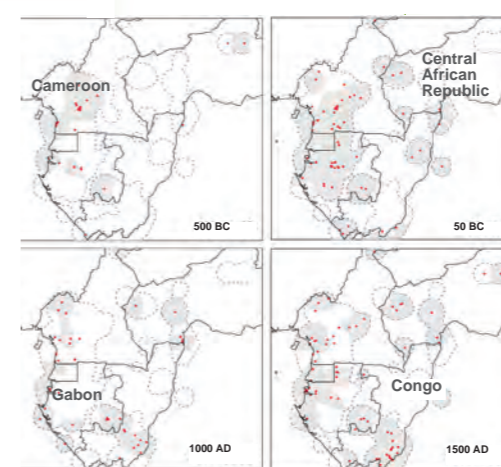 Cameroon
500 BC
Central
African
Republic
50 BC
Gabon
1000 AD
Congo
1500 AD